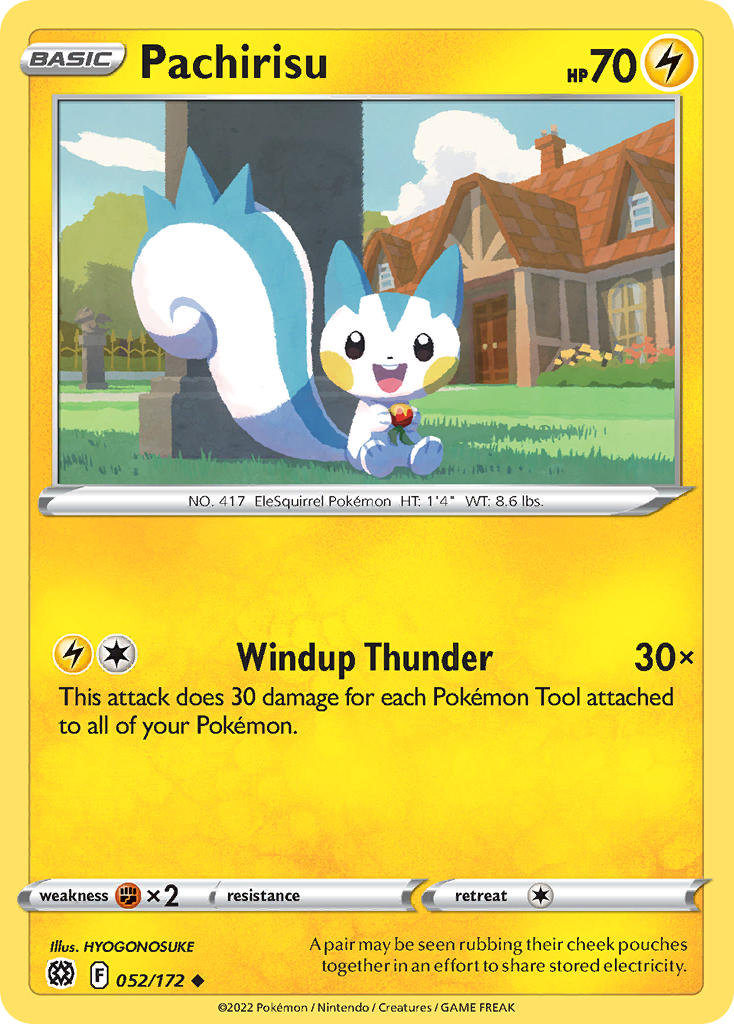 BASIC Pachirisu HP 70
NO. 417 EleSquirrel Pokémon HT: 1'4" WT: 8.6 lbs.
Windup Thunder 30×
This attack does 30 damage for each Pokémon Tool attached
to all of your Pokémon.
weakness ×2 resistance retreat
Illus. HYOGONOSUKE
A pair may be seen rubbing their cheek pouches
together in an effort to share stored electricity.
F 052/172
©2022 Pokémon / Nintendo / Creatures / GAME FREAK